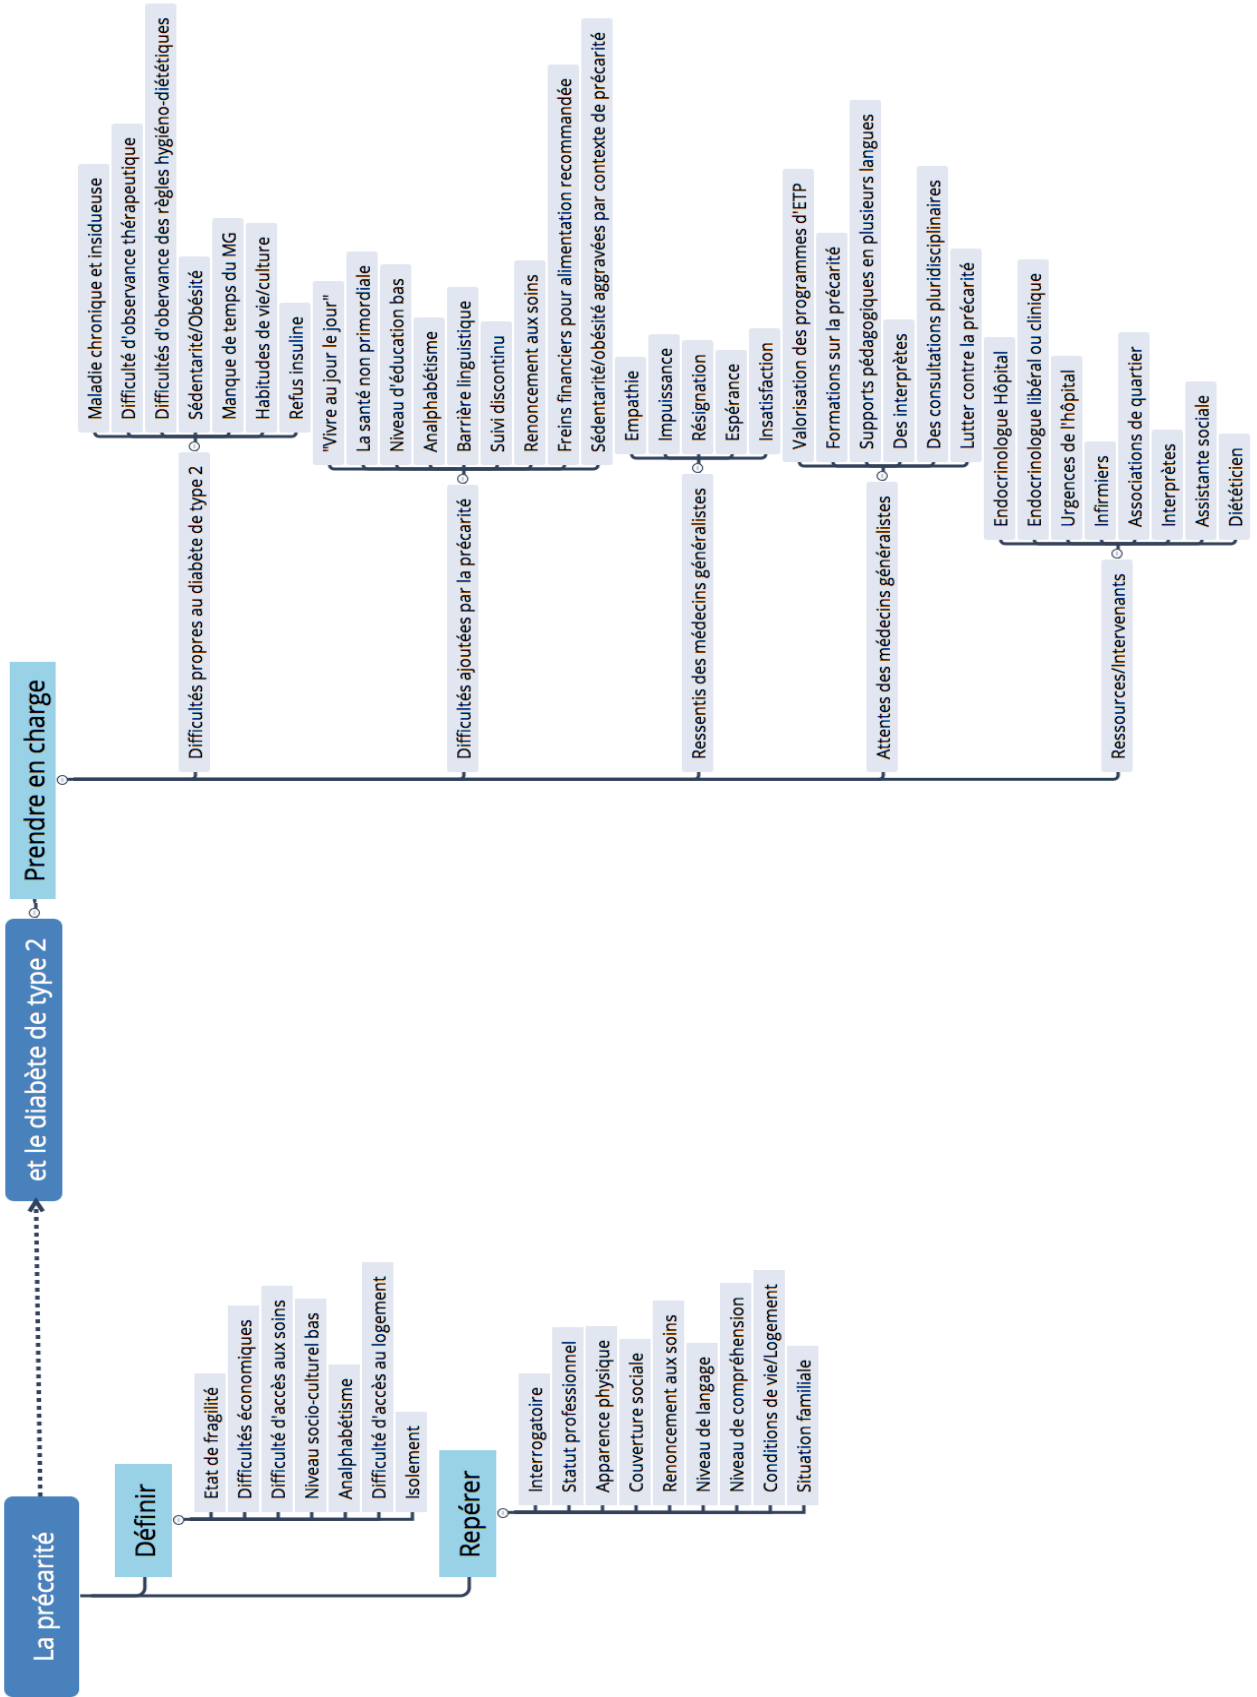 La précarité
Définir
Etat de fragilité
Difficultés économiques
Difficulté d'accès aux soins
Niveau socio-culturel bas
Analphabétisme
Difficulté d'accès au logement
Isolement
Repérer
Interrogatoire
Statut professionnel
Apparence physique
Couverture sociale
Renoncement aux soins
Niveau de langage
Niveau de compréhension
Conditions de vie/Logement
Situation familiale
et le diabète de type 2
Prendre en charge
Difficultés propres au diabète de type 2
Maladie chronique et insidueuse
Difficulté d'observance thérapeutique
Difficultés d'obervance des règles hygiéno-diététiques
Sédentarité/Obésité
Manque de temps du MG
Habitudes de vie/culture
Refus insuline
Difficultés ajoutées par la précarité
"Vivre au jour le jour"
La santé non primordiale
Niveau d'éducation bas
Analphabétisme
Barrière linguistique
Suivi discontinu
Renoncement aux soins
Freins financiers pour alimentation recommandée
Sédentarité/obésité aggravées par contexte de précarité
Ressentis des médecins généralistes
Empathie
Impuissance
Résignation
Espérance
Insatisfaction
Attentes des médecins généralistes
Valorisation des programmes d'ETP
Formations sur la précarité
Supports pédagogiques en plusieurs langues
Des interprètes
Des consultations pluridisciplinaires
Lutter contre la précarité
Ressources/Intervenants
Endocrinologue Hôpital
Endocrinologue libéral ou clinique
Urgences de l'hôpital
Infirmiers
Associations de quartier
Interprètes
Assistante sociale
Diététicien